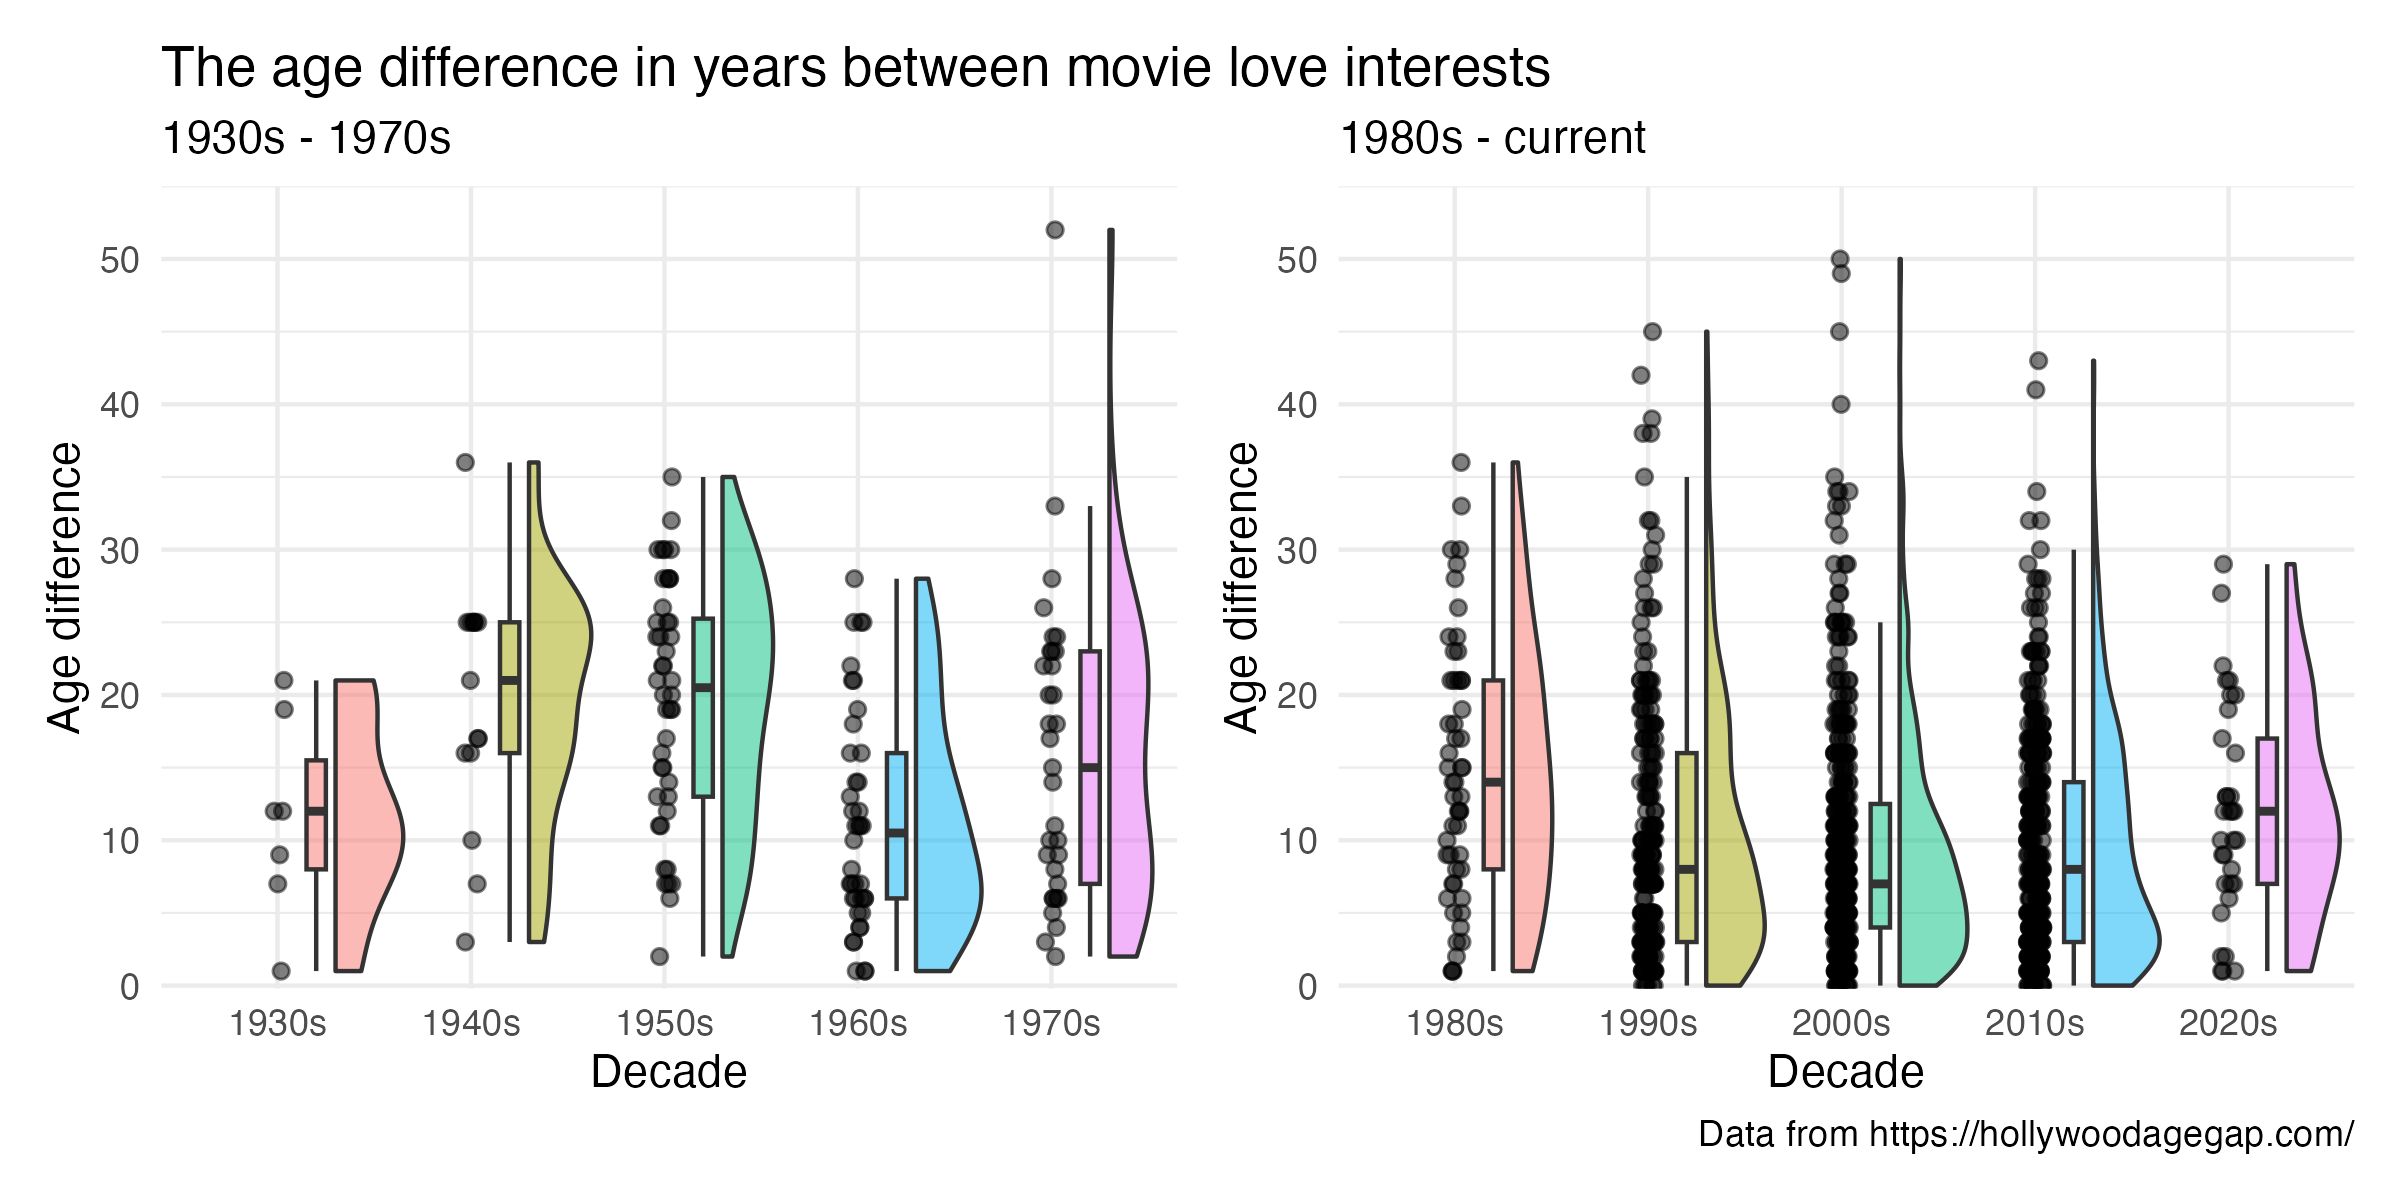 The age difference in years between movie love interests
1930s - 1970s
Age difference
50
40
30
20
10
0
1930s 1940s 1950s 1960s 1970s
Decade
1980s - current
Age difference
50
40
30
20
10
0
1980s 1990s 2000s 2010s 2020s
Decade
Data from https://hollywoodagegap.com/